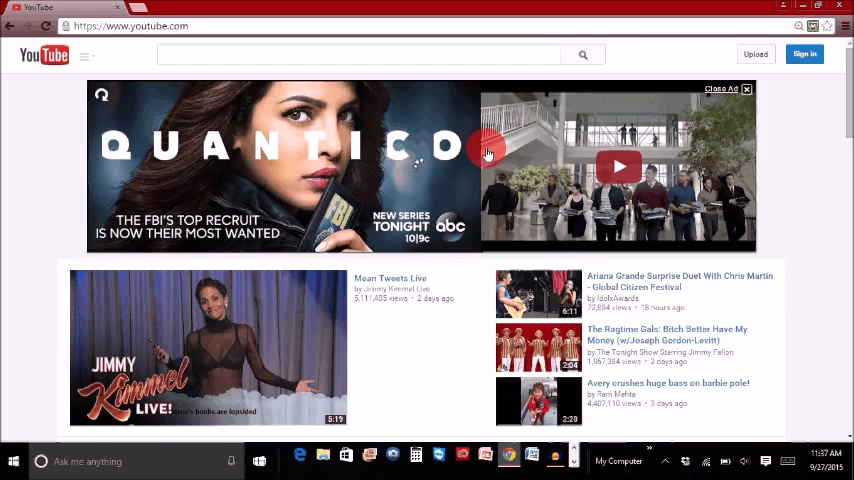 YouTube
https://www.youtube.com
YouTube
Upload
Sign in
Close Ad
QUANTICO
THE FBI'S TOP RECRUIT
IS NOW THEIR MOST WANTED
FBI
NEW SERIES
TONIGHT
10|9c
abc
JIMMY
Kimmel
LIVE!
boobs are lopsided
5:19
Mean Tweets Live
by Jimmy Kimmel Live
5,111,405 views • 2 days ago
6:11
Ariana Grande Surprise Duet With Chris Martin
- Global Citizen Festival
by IdolxAwards
72,884 views • 18 hours ago
2:04
The Ragtime Gals: Bitch Better Have My
Money (w/Joseph Gordon-Levitt)
by The Tonight Show Starring Jimmy Fallon
1,867,384 views • 2 days ago
2:28
Avery crushes huge bass on barbie pole!
by Ram Mehta
4,497,110 views • 3 days ago
Ask me anything
My Computer
11:37 AM
9/27/2015